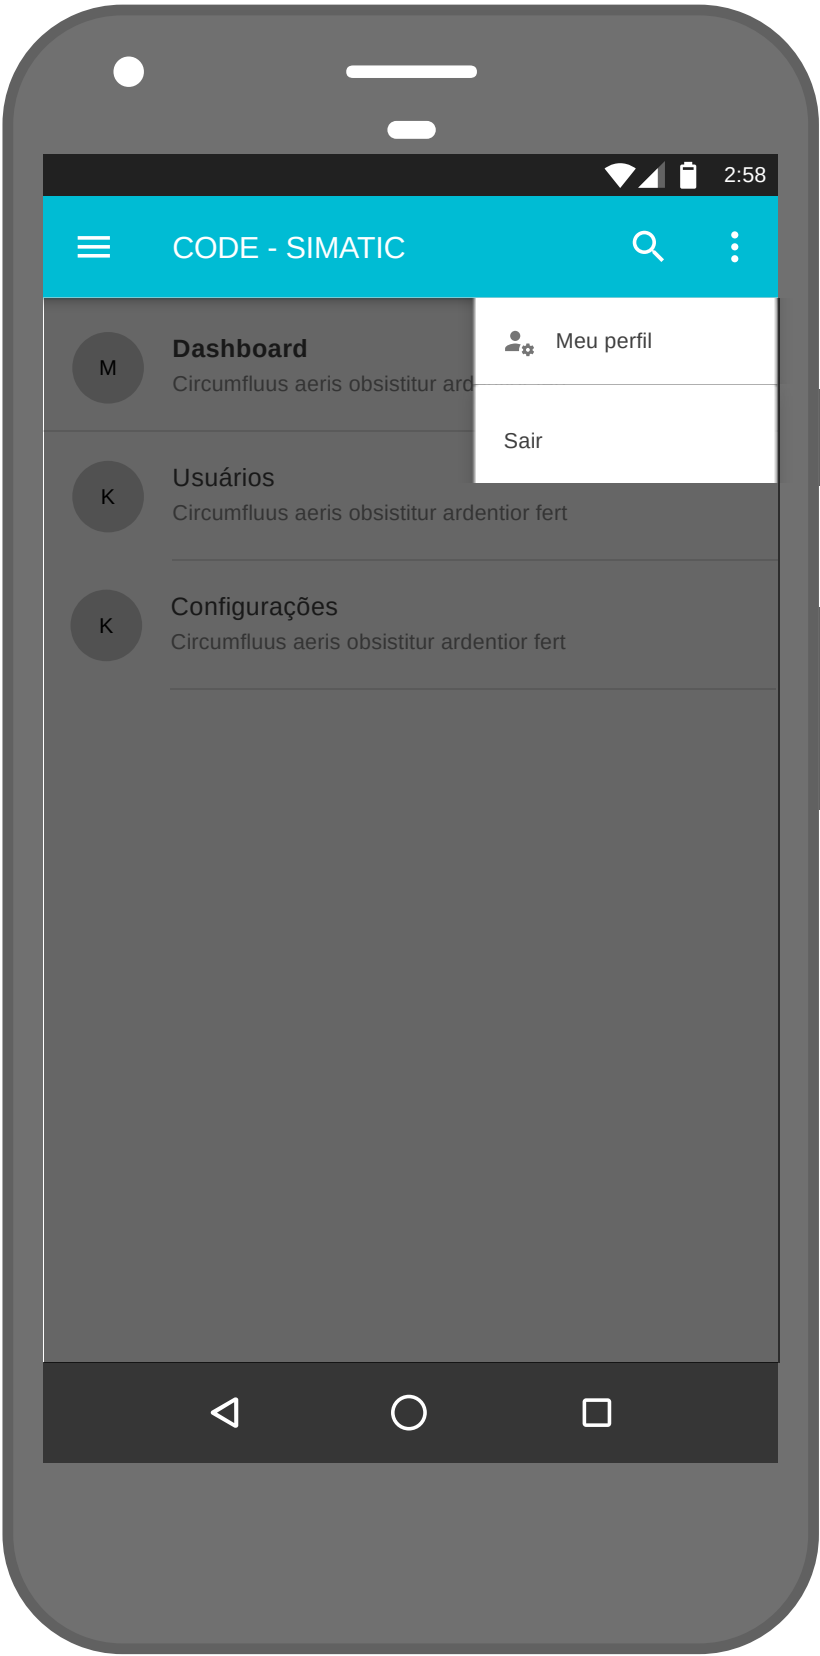 2:58
CODE - SIMATIC
Meu perfil
Sair
M
Dashboard
Circumfluus aeris obsistitur ard
K
Usuários
Circumfluus aeris obsistitur ardentior fert
K
Configurações
Circumfluus aeris obsistitur ardentior fert